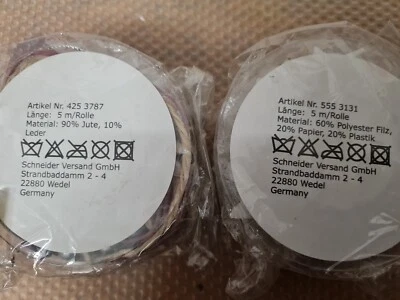 Artikel Nr. 425 3787
Länge: 5 m/Rolle
Material: 90% Jute, 10%
Leder
Schneider Versand GmbH
Strandbaddamm 2 - 4
22880 Wedel
Germany
Artikel Nr. 555 3131
Länge: 5 m/Rolle
Material: 60% Polyester Filz,
20% Papier, 20% Plastik
Schneider Versand GmbH
Strandbaddamm 2 - 4
22880 Wedel
Germany